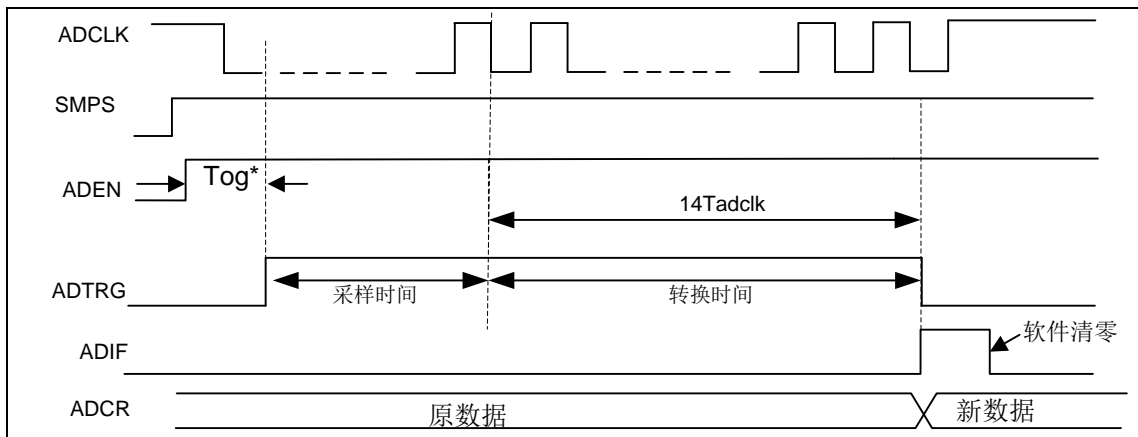 ADCLK
SMPS
ADEN
Tog*
14Tadclk
ADTRG
采样时间
转换时间
ADIF
软件清零
ADCR
原数据
新数据